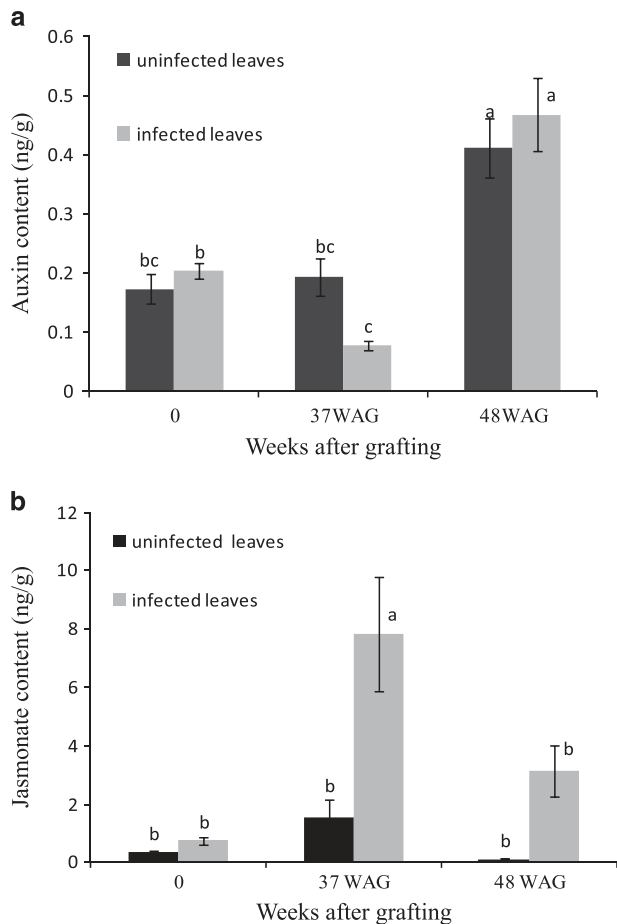 a
0.6
uninfected leaves
0.5
infected leaves
a
a
0.4
Auxin content (ng/g)
0.3
bc
b
bc
0.2
c
0.1
0
0
37WAG
48WAG
Weeks after grafting
b
12
uninfected leaves
10
infected leaves
8
a
Jasmonate content (ng/g)
6
4
b
b
2
b
b
b
0
0
37 WAG
48 WAG
Weeks after grafting